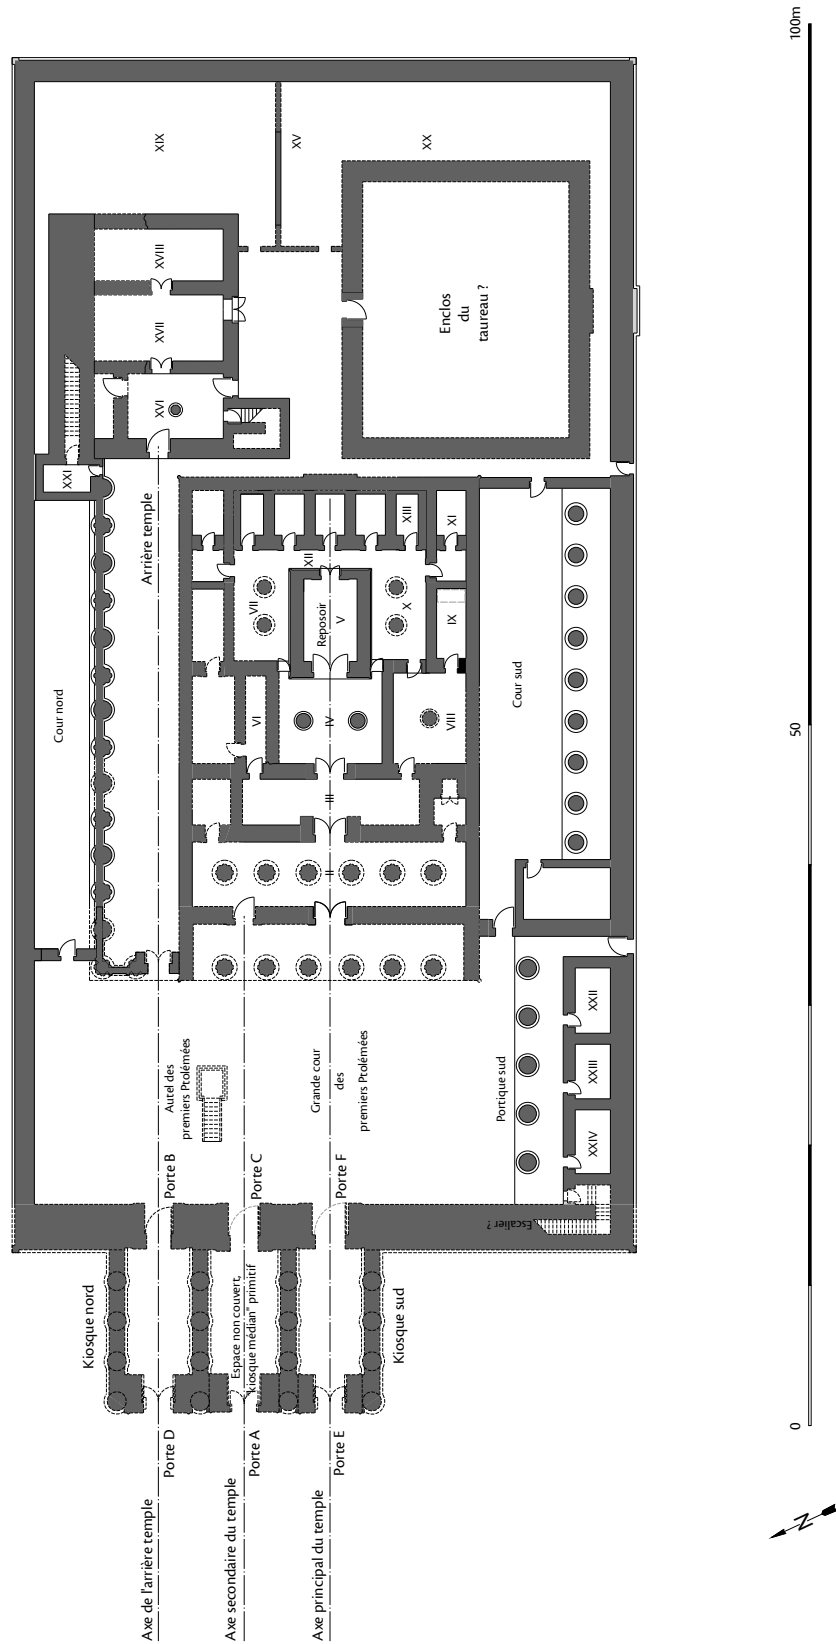 100m
50
0
N
XIX
XV
XX
XVIII
XVII
XVI
XXI
Enclos
du
taureau ?
Arrière temple
Cour nord
Cour sud
XIII
XI
XII
VII
X
IX
Reposoir
V
VI
IV
VIII
III
II
Autel des
premiers Ptolémées
Grande cour
des
premiers Ptolémées
Portique sud
XXII
XXIII
XXIV
Escalier ?
Porte B
Porte C
Porte F
Kiosque nord
Espace non couvert,
"kiosque médian" primitif
Kiosque sud
Porte D
Porte A
Porte E
Axe de l'arrière temple
Axe secondaire du temple
Axe principal du temple